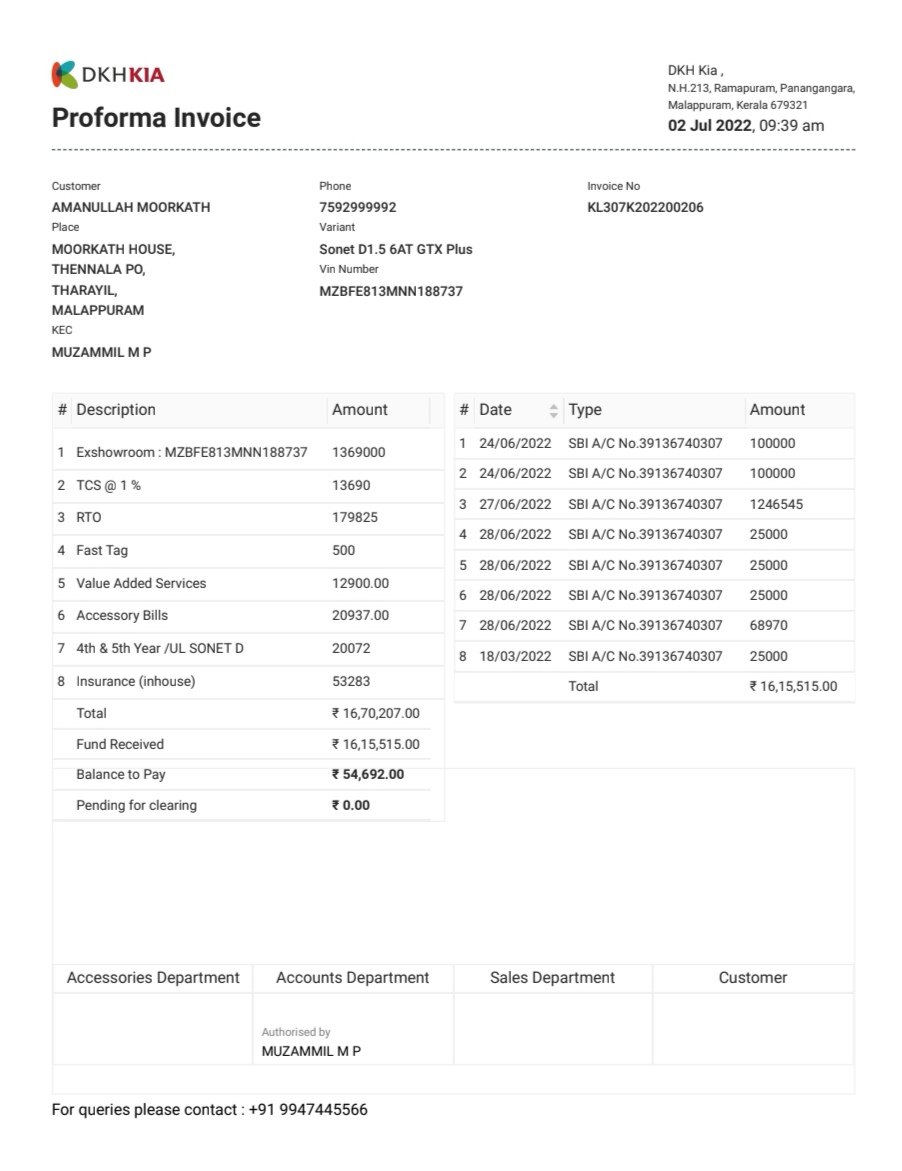 DKHKIA
Proforma Invoice
DKH Kia ,
N.H.213, Ramapuram, Panangangara,
Malappuram, Kerala 679321
02 Jul 2022, 09:39 am
Customer
AMANULLAH MOORKATH
Place
MOORKATH HOUSE,
THENNALA PO,
THARAYIL,
MALAPPURAM
KEC
MUZAMMIL M P
Phone
7592999992
Variant
Sonet D1.5 6AT GTX Plus
Vin Number
MZBFE813MNN188737
Invoice No
KL307K202200206
# Description Amount
1 Exshowroom : MZBFE813MNN188737 1369000
2 TCS @ 1 % 13690
3 RTO 179825
4 Fast Tag 500
5 Value Added Services 12900.00
6 Accessory Bills 20937.00
7 4th & 5th Year /UL SONET D 20072
8 Insurance (inhouse) 53283
Total ₹ 16,70,207.00
Fund Received ₹ 16,15,515.00
Balance to Pay ₹ 54,692.00
Pending for clearing ₹ 0.00
# Date Type Amount
1 24/06/2022 SBI A/C No.39136740307 100000
2 24/06/2022 SBI A/C No.39136740307 100000
3 27/06/2022 SBI A/C No.39136740307 1246545
4 28/06/2022 SBI A/C No.39136740307 25000
5 28/06/2022 SBI A/C No.39136740307 25000
6 28/06/2022 SBI A/C No.39136740307 25000
7 28/06/2022 SBI A/C No.39136740307 68970
8 18/03/2022 SBI A/C No.39136740307 25000
Total ₹ 16,15,515.00
Accessories Department Accounts Department Sales Department Customer
Authorised by
MUZAMMIL M P
For queries please contact : +91 9947445566